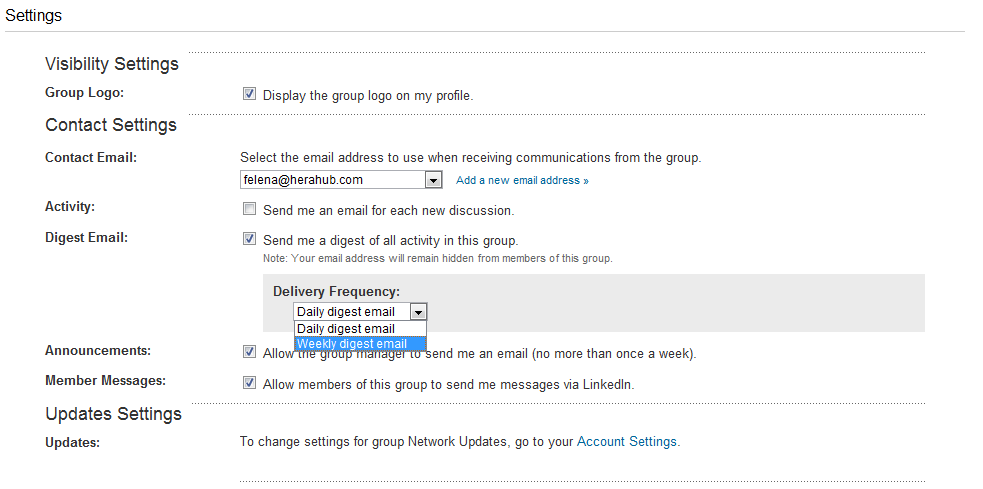 Settings
Visibility Settings
Group Logo:
Display the group logo on my profile.
Contact Settings
Contact Email:
Select the email address to use when receiving communications from the group.
felena@herahub.com
Add a new email address »
Activity:
Send me an email for each new discussion.
Digest Email:
Send me a digest of all activity in this group.
Note: Your email address will remain hidden from members of this group.
Delivery Frequency:
Daily digest email
Daily digest email
Weekly digest email
Announcements:
Allow the group manager to send me an email (no more than once a week).
Member Messages:
Allow members of this group to send me messages via LinkedIn.
Updates Settings
Updates:
To change settings for group Network Updates, go to your Account Settings.